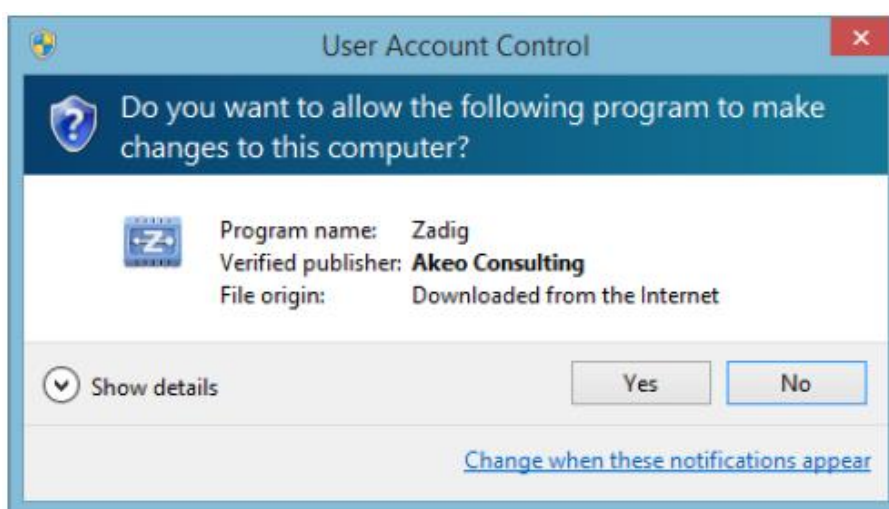 User Account Control
Do you want to allow the following program to make
changes to this computer?
Program name: Zadig
Verified publisher: Akeo Consulting
File origin: Downloaded from the Internet
Show details
Yes
No
Change when these notifications appear